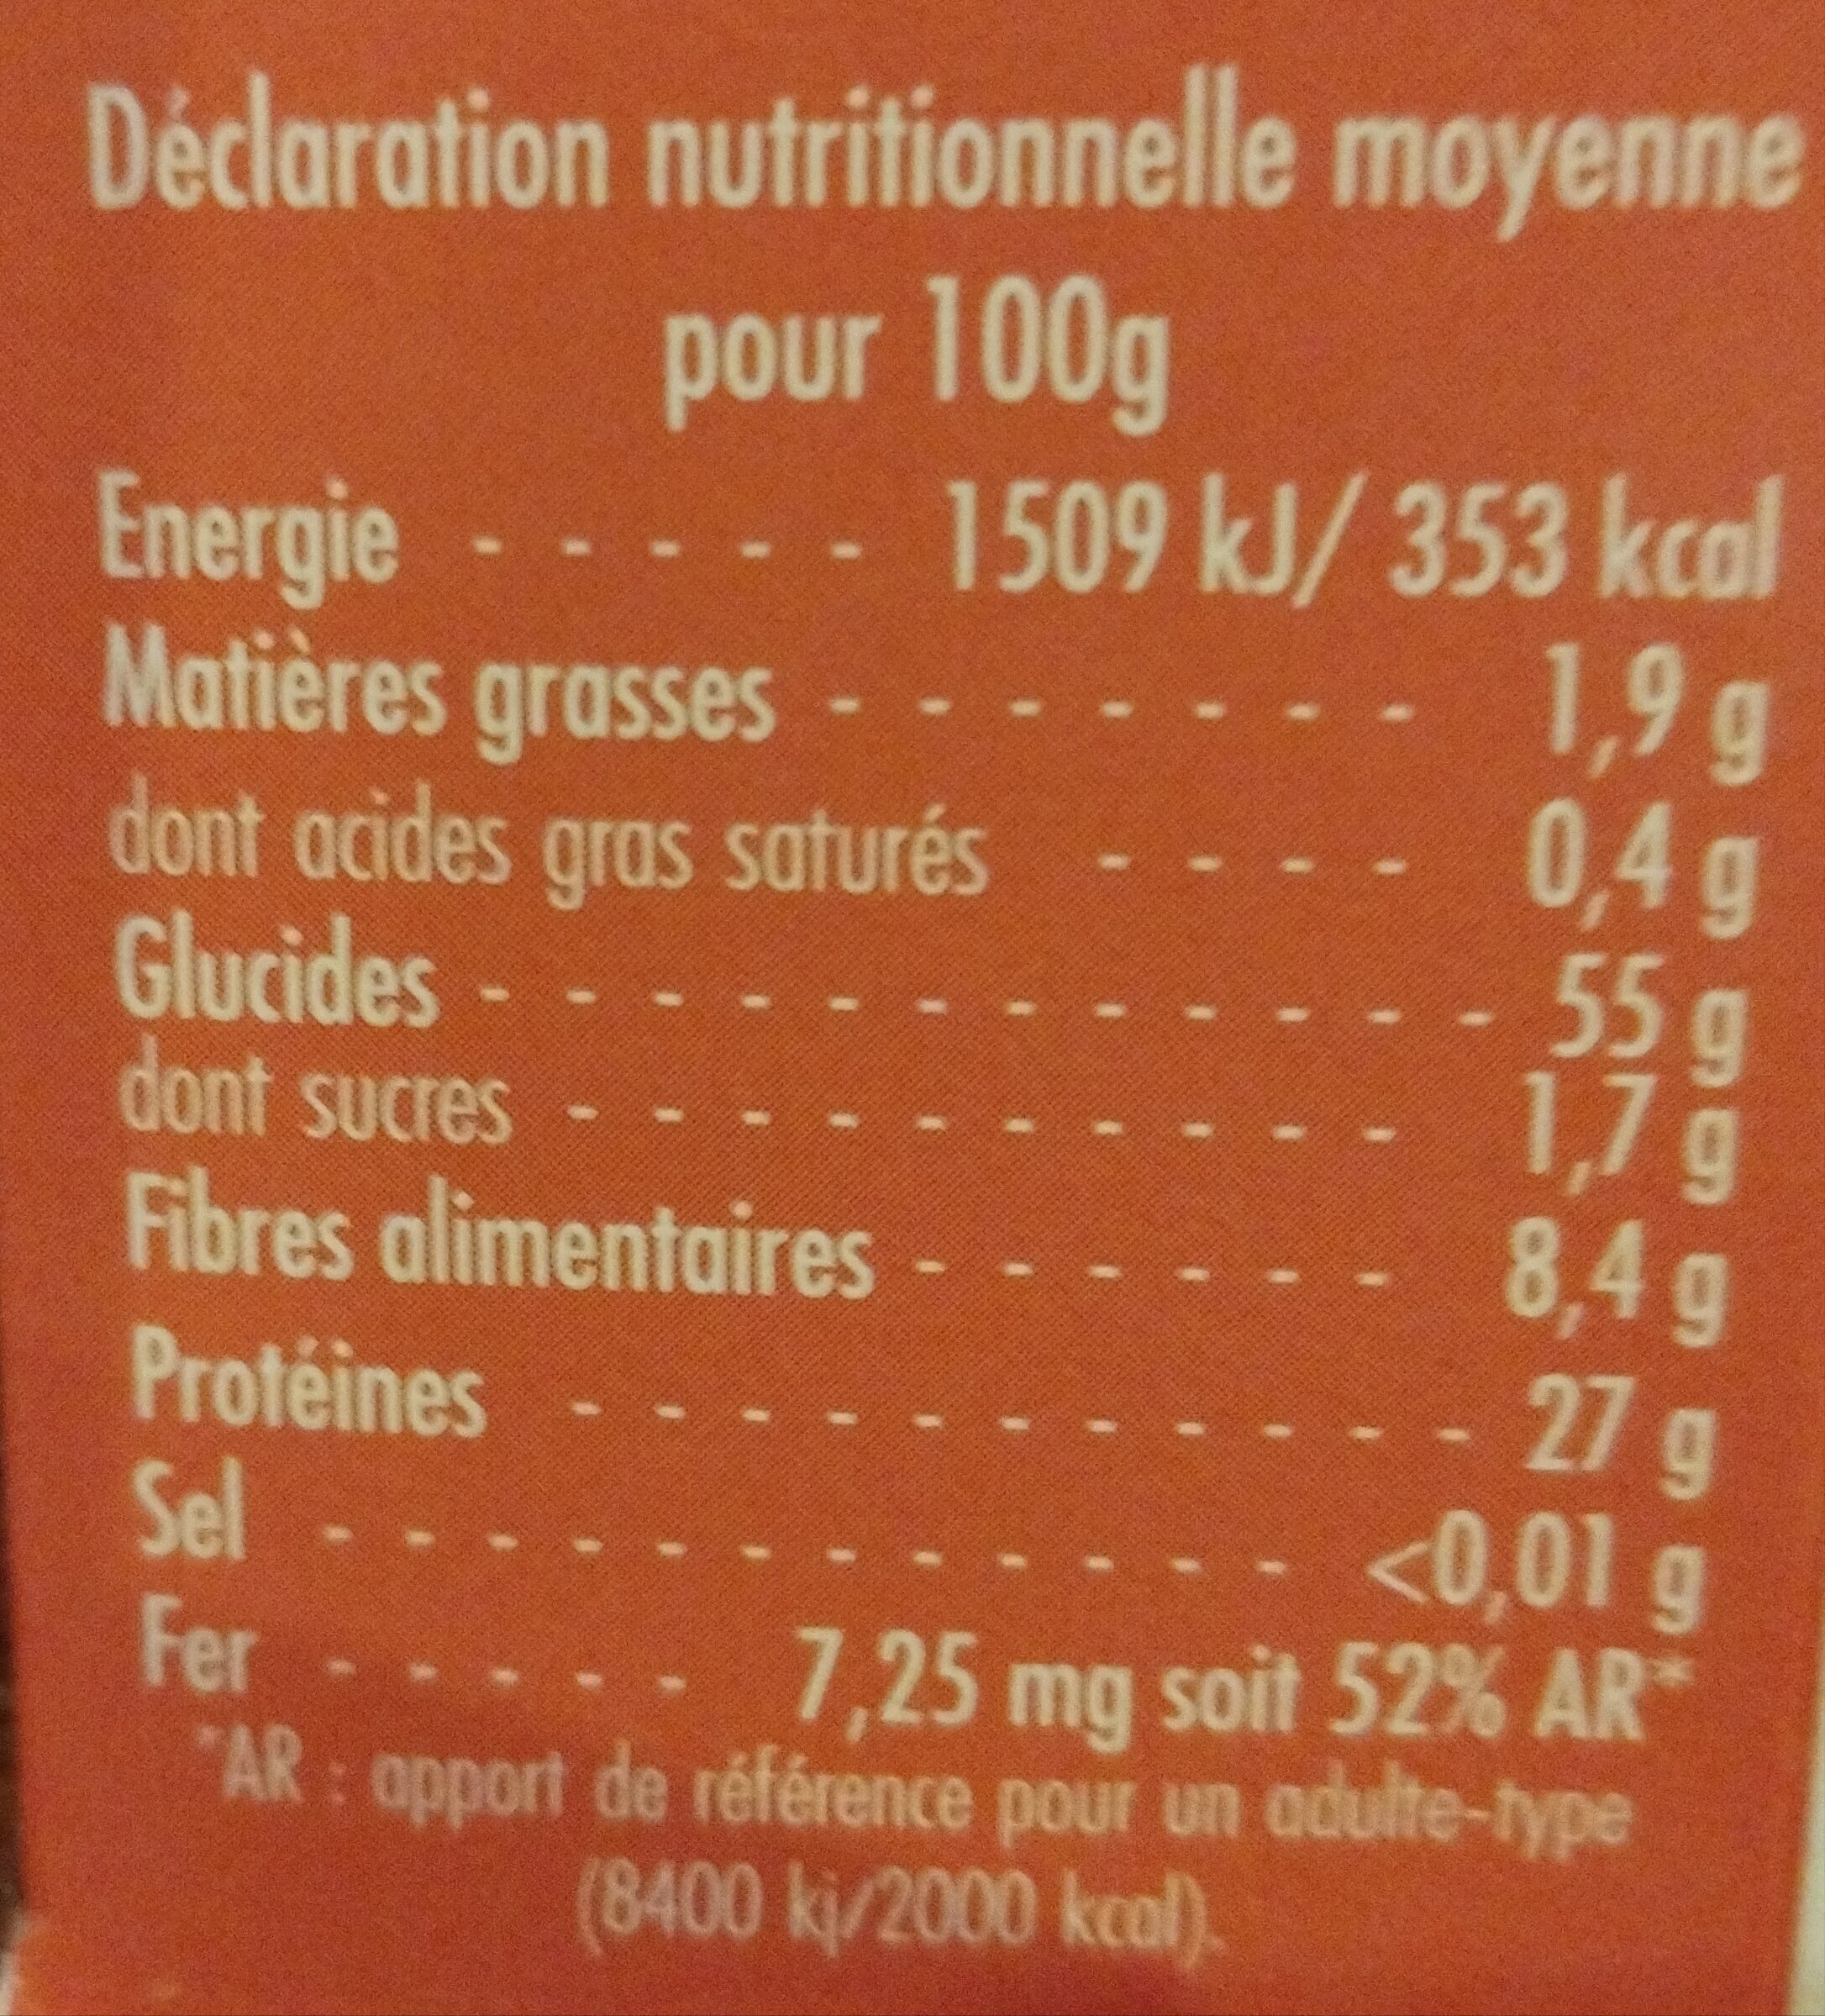 Déclaration nutritionnelle moyenne
pour 100g
Energie - - - - - 1509 kJ/ 353 kcal
Matières grasses - - - - - - - 1,9 g
dont acides gras saturés - - - - 0,4 g
Glucides - - - - - - - - - - - - 55 g
dont sucres - - - - - - - - - - 1,7 g
Fibres alimentaires - - - - - - 8,4 g
Protéines - - - - - - - - - - - 27 g
Sel - - - - - - - - - - - - <0,01 g
Fer - - - - - 7,25 mg soit 52% AR*
*AR : apport de référence pour un adulte-type
(8400 kj/2000 kcal).